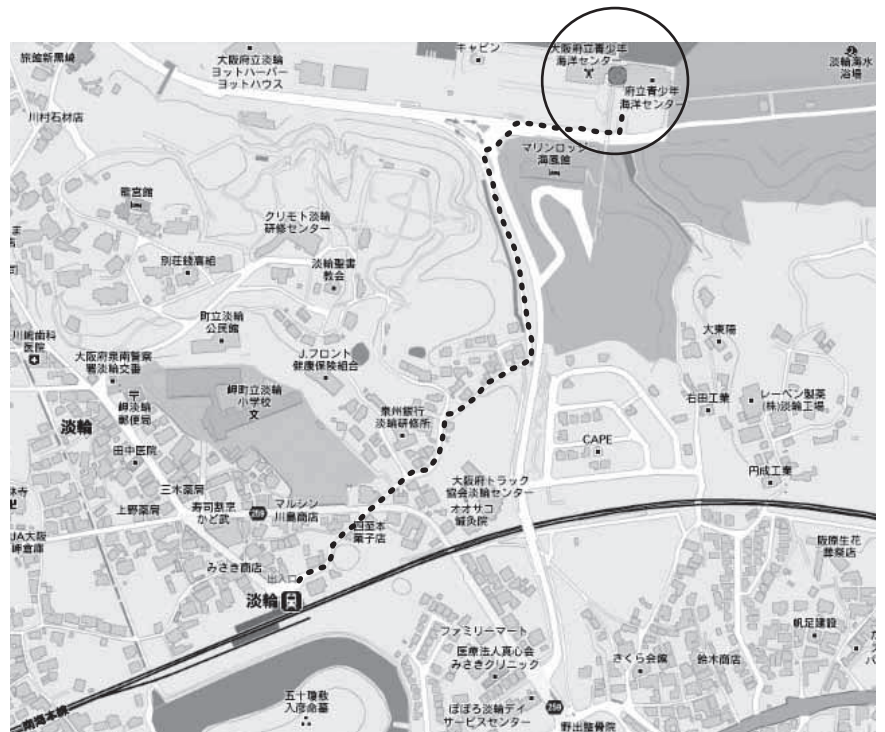 キャビン
大阪府立青少年
海洋センター
旅館新黒崎
大阪府立淡輪
ヨットハーバー
ヨットハウス
淡輪海水
浴場
府立青少年
海洋センター
川村石材店
マリンロッジ
海風館
龍宮館
クリモト淡輪
研修センター
別荘錢廣組
淡輪聖書
教会
町立淡輪
公民館
大東陽
川嶋歯科
医院
大阪府泉南警察
署淡輪交番
J.フロント
健康保険組合
岬町立淡輪
小学校
文
岬淡輪
郵便局
泉州銀行
淡輪研修所
石田工業
レーベン製薬
(株)淡輪工場
淡輪
田中医院
CAPE
円成工業
大阪府トラック
協会淡輪センター
三木薬局
上野薬局
寿司割烹
かど武
269
マルシン
川島商店
四至本
菓子店
オオサコ
鍼灸院
JA大阪
岬倉庫
阪原生花
葬祭店
みさき商店
出入口
淡輪
ファミリーマート
医療法人真心会
みさきクリニック
帆足建設
さくら会館
鈴木商店
五十瓊敷
入彦命墓
ぽぽろ淡輪デイ
サービスセンター
259
野出整骨院
南海本線